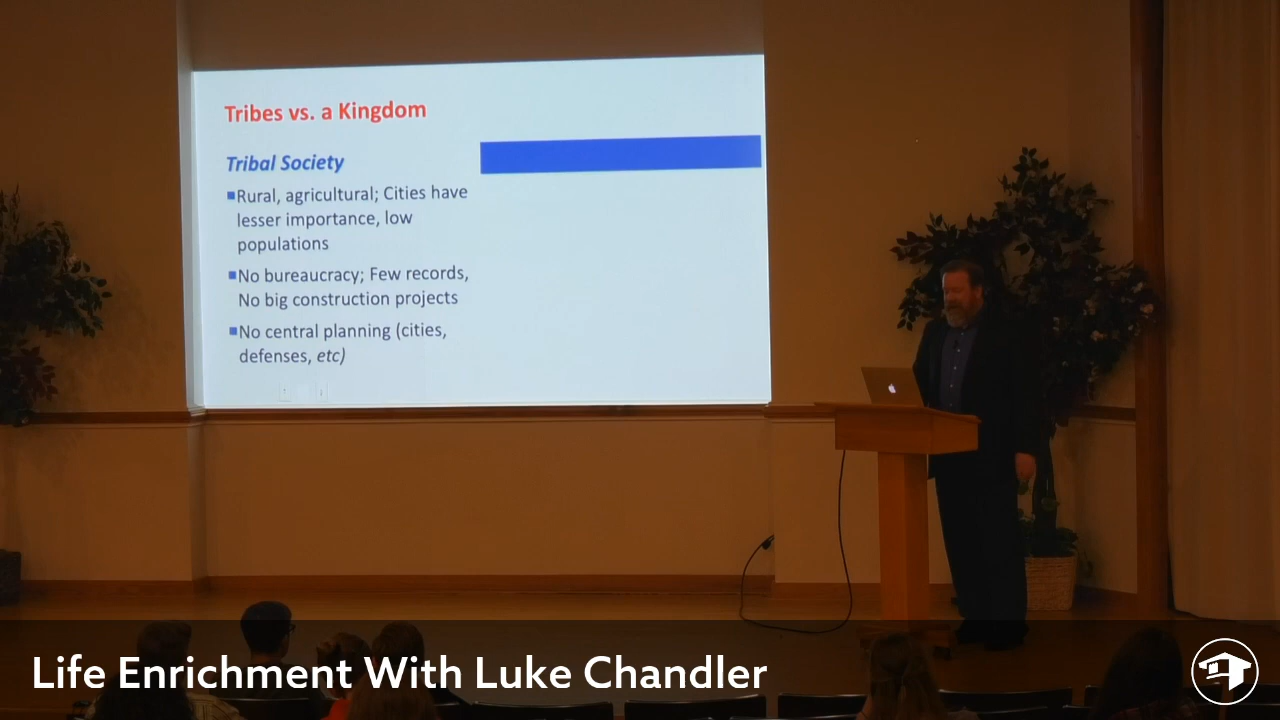 Tribes vs. a Kingdom
Tribal Society
Rural, agricultural; Cities have
lesser importance, low
populations
No bureaucracy; Few records,
No big construction projects
No central planning (cities,
defenses, etc)
Life Enrichment With Luke Chandler